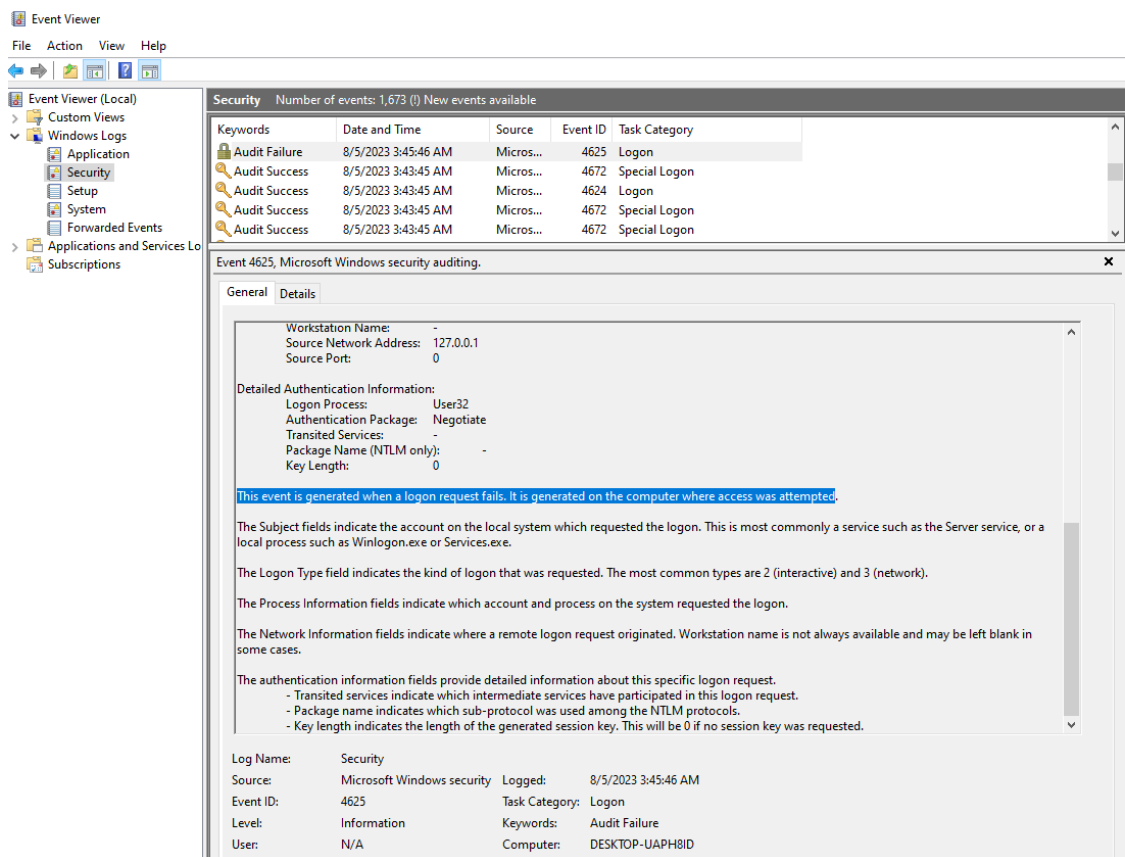 Event Viewer
File Action View Help
Event Viewer (Local)
Custom Views
Windows Logs
Application
Security
Setup
System
Forwarded Events
Applications and Services Lo
Subscriptions
Security Number of events: 1,673 (!) New events available
Keywords Date and Time Source Event ID Task Category
Audit Failure 8/5/2023 3:45:46 AM Micros... 4625 Logon
Audit Success 8/5/2023 3:43:45 AM Micros... 4672 Special Logon
Audit Success 8/5/2023 3:43:45 AM Micros... 4624 Logon
Audit Success 8/5/2023 3:43:45 AM Micros... 4672 Special Logon
Audit Success 8/5/2023 3:43:45 AM Micros... 4672 Special Logon
Event 4625, Microsoft Windows security auditing.
General Details
Workstation Name: -
Source Network Address: 127.0.0.1
Source Port: 0
Detailed Authentication Information:
Logon Process: User32
Authentication Package: Negotiate
Transited Services: -
Package Name (NTLM only): -
Key Length: 0
This event is generated when a logon request fails. It is generated on the computer where access was attempted.
The Subject fields indicate the account on the local system which requested the logon. This is most commonly a service such as the Server service, or a
local process such as Winlogon.exe or Services.exe.
The Logon Type field indicates the kind of logon that was requested. The most common types are 2 (interactive) and 3 (network).
The Process Information fields indicate which account and process on the system requested the logon.
The Network Information fields indicate where a remote logon request originated. Workstation name is not always available and may be left blank in
some cases.
The authentication information fields provide detailed information about this specific logon request.
- Transited services indicate which intermediate services have participated in this logon request.
- Package name indicates which sub-protocol was used among the NTLM protocols.
- Key length indicates the length of the generated session key. This will be 0 if no session key was requested.
Log Name: Security
Source: Microsoft Windows security Logged: 8/5/2023 3:45:46 AM
Event ID: 4625 Task Category: Logon
Level: Information Keywords: Audit Failure
User: N/A Computer: DESKTOP-UAPH8ID